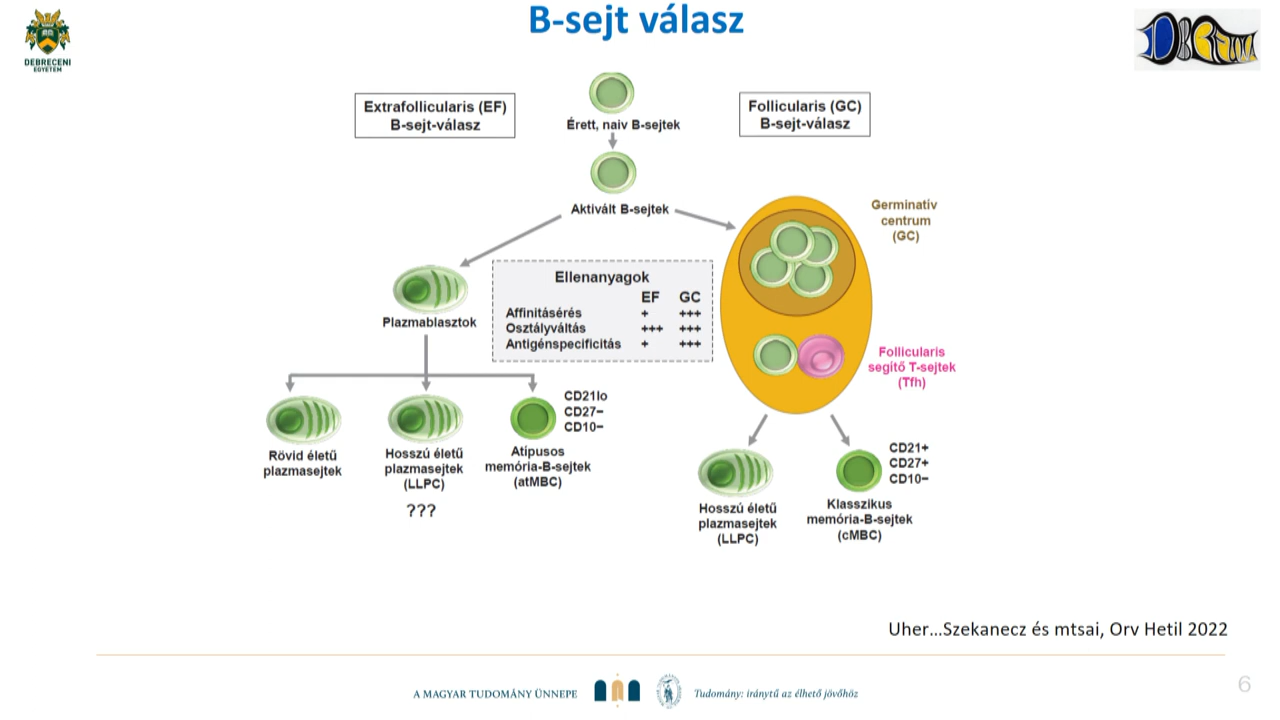 B-sejt válasz
DEBRECENI
EGYETEM
Extrafollicularis (EF)
B-sejt-válasz
Érett, naiv B-sejtek
Follicularis (GC)
B-sejt-válasz
Aktivált B-sejtek
Germinatív
centrum
(GC)
Plazmablasztok
Ellenanyagok
EF GC
Affinitásérés + +++
Osztályváltás +++ +++
Antigénspecificitás + +++
Follicularis
segítő T-sejtek
(Tfh)
Rövid életű
plazmasejtek
Hosszú életű
plazmasejtek
(LLPC)
???
CD21lo
CD27−
CD10−
Atípusos
memória-B-sejtek
(atMBC)
Hosszú életű
plazmasejtek
(LLPC)
CD21+
CD27+
CD10−
Klasszikus
memória-B-sejtek
(cMBC)
Uher...Szekanecz és mtsai, Orv Hetil 2022
A MAGYAR TUDOMÁNY ÜNNEPE
Tudomány: iránytű az élhető jövőhöz
6